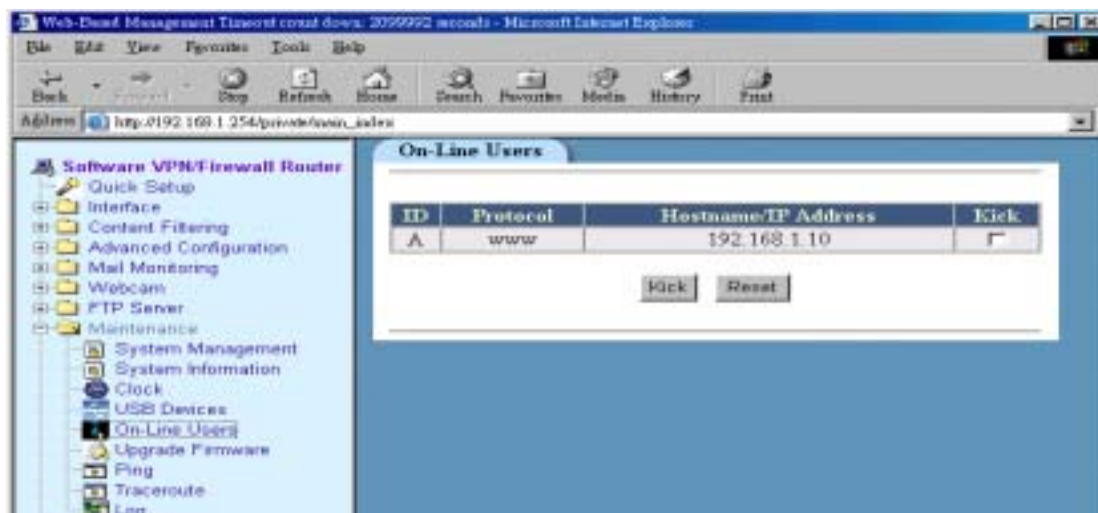 Web-Based Management Timeout count down: 2099992 seconds - Microsoft Internet Explorer
File Edit View Favorites Tools Help
Back Forward Stop Refresh Home Search Favorites Media History Print
Address http://192.168.1.254/private/main_index
Software VPN/Firewall Router
Quick Setup
Interface
Content Filtering
Advanced Configuration
Mail Monitoring
Webcam
FTP Server
Maintenance
System Management
System Information
Clock
USB Devices
On-Line Users
Upgrade Firmware
Ping
Traceroute
Log
On-Line Users
ID Protocol Hostname/IP Address Kick
A www 192.168.1.10
Kick Reset